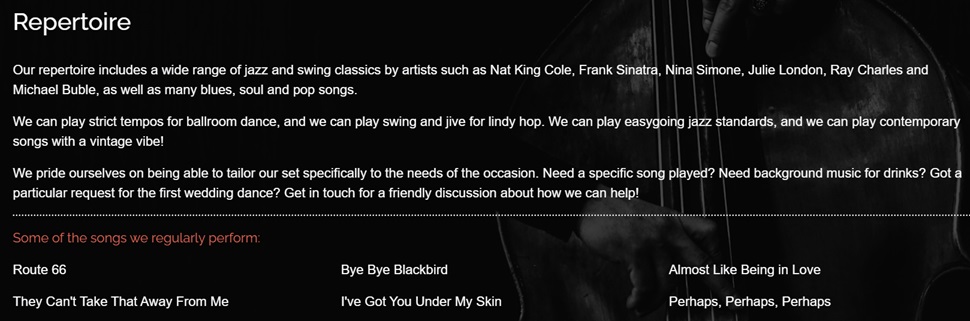 Repertoire
Our repertoire includes a wide range of jazz and swing classics by artists such as Nat King Cole, Frank Sinatra, Nina Simone, Julie London, Ray Charles and
Michael Buble, as well as many blues, soul and pop songs.
We can play strict tempos for ballroom dance, and we can play swing and jive for lindy hop. We can play easygoing jazz standards, and we can play contemporary
songs with a vintage vibe!
We pride ourselves on being able to tailor our set specifically to the needs of the occasion. Need a specific song played? Need background music for drinks? Got a
particular request for the first wedding dance? Get in touch for a friendly discussion about how we can help!
Some of the songs we regularly perform:
Route 66 Bye Bye Blackbird Almost Like Being in Love
They Can't Take That Away From Me I've Got You Under My Skin Perhaps, Perhaps, Perhaps